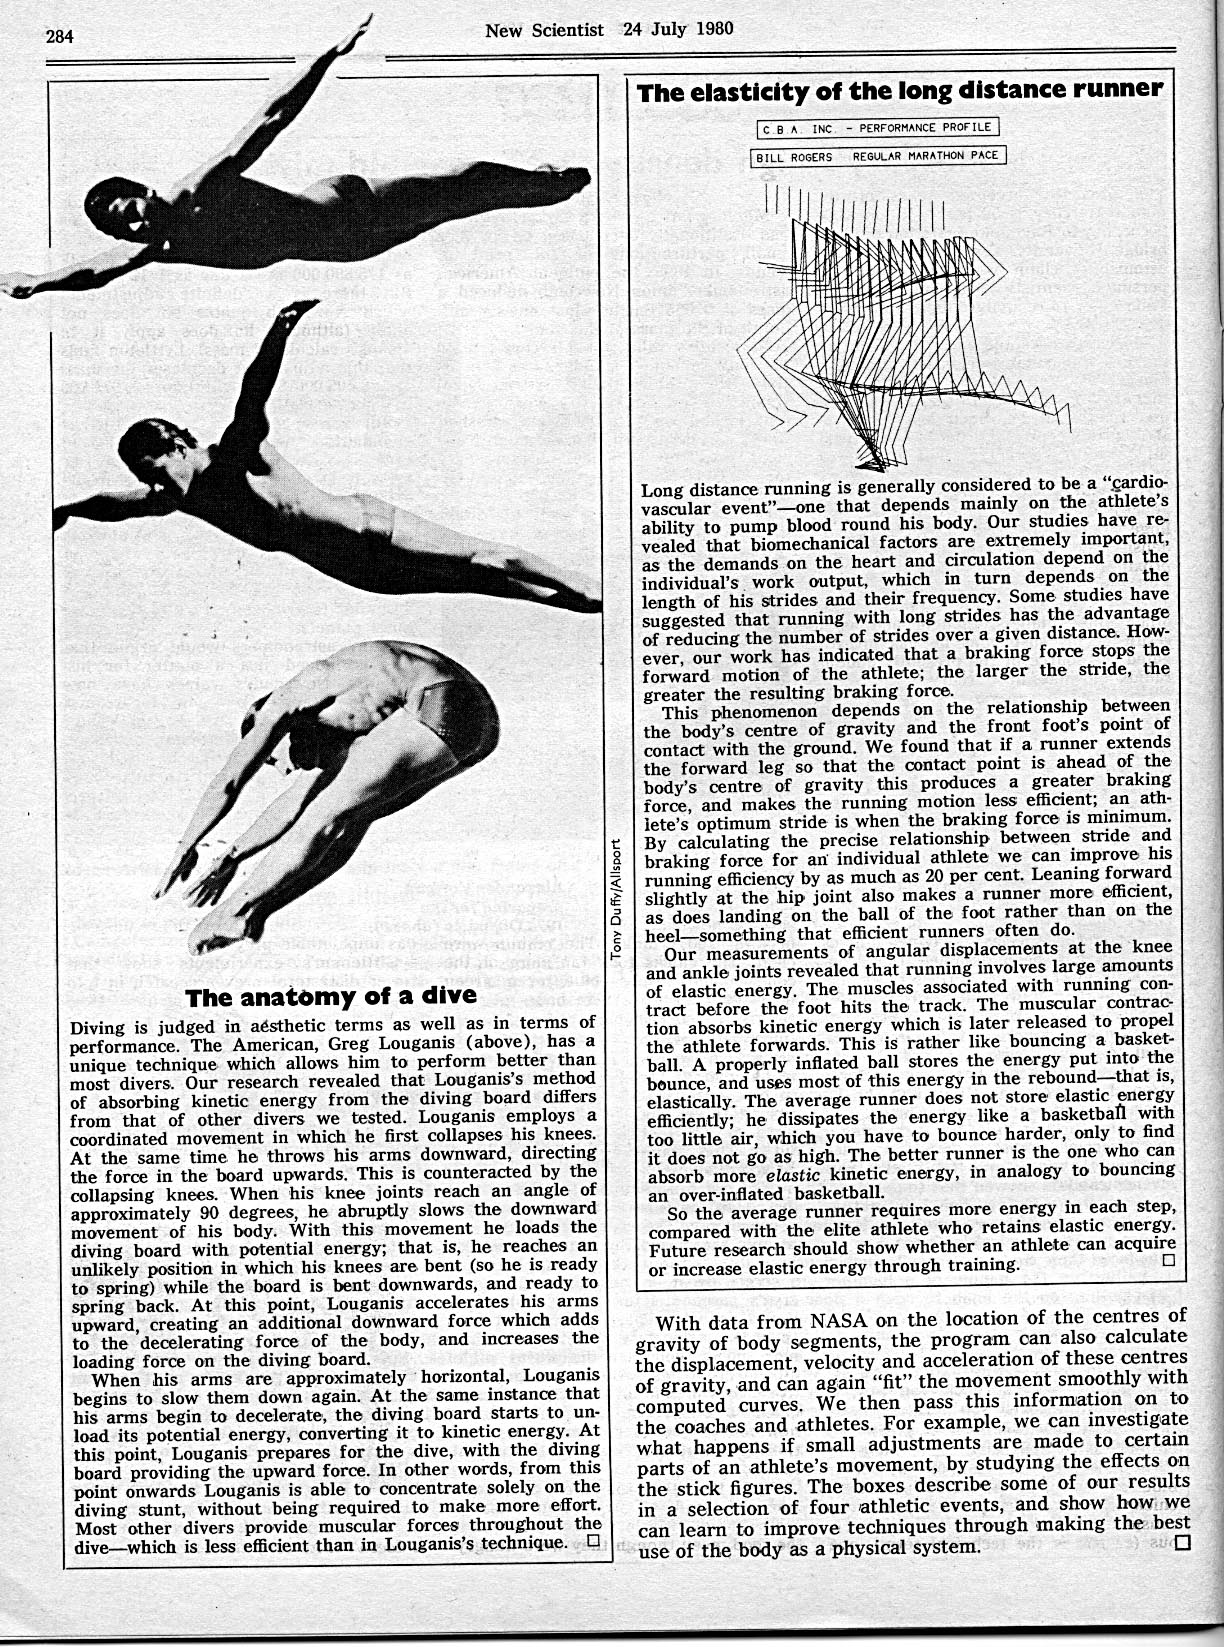 284
New Scientist 24 July 1980
The anatomy of a dive
Diving is judged in aesthetic terms as well as in terms of
performance. The American, Greg Louganis (above), has a
unique technique which allows him to perform better than
most divers. Our research revealed that Louganis's method
of absorbing kinetic energy from the diving board differs
from that of other divers we tested. Louganis employs a
coordinated movement in which he first collapses his knees.
At the same time he throws his arms downward, directing
the force in the board upwards. This is counteracted by the
collapsing knees. When his knee joints reach an angle of
approximately 90 degrees, he abruptly slows the downward
movement of his body. With this movement he loads the
diving board with potential energy; that is, he reaches an
unlikely position in which his knees are bent (so he is ready
to spring) while the board is bent downwards, and ready to
spring back. At this point, Louganis accelerates his arms
upward, creating an additional downward force which adds
to the decelerating force of the body, and increases the
loading force on the diving board.
When his arms are approximately horizontal, Louganis
begins to slow them down again. At the same instance that
his arms begin to decelerate, the diving board starts to un-
load its potential energy, converting it to kinetic energy. At
this point, Louganis prepares for the dive, with the diving
board providing the upward force. In other words, from this
point onwards Louganis is able to concentrate solely on the
diving stunt, without being required to make more effort.
Most other divers provide muscular forces throughout the
dive—which is less efficient than in Louganis's technique. □
Tony Duffy/Allsport
The elasticity of the long distance runner
C.B.A. INC. - PERFORMANCE PROFILE
BILL ROGERS REGULAR MARATHON PACE
Long distance running is generally considered to be a "cardio-
vascular event"—one that depends mainly on the athlete's
ability to pump blood round his body. Our studies have re-
vealed that biomechanical factors are extremely important,
as the demands on the heart and circulation depend on the
individual's work output, which in turn depends on the
length of his strides and their frequency. Some studies have
suggested that running with long strides has the advantage
of reducing the number of strides over a given distance. How-
ever, our work has indicated that a braking force stops the
forward motion of the athlete; the larger the stride, the
greater the resulting braking force.
This phenomenon depends on the relationship between
the body's centre of gravity and the front foot's point of
contact with the ground. We found that if a runner extends
the forward leg so that the contact point is ahead of the
body's centre of gravity this produces a greater braking
force, and makes the running motion less efficient; an ath-
lete's optimum stride is when the braking force is minimum.
By calculating the precise relationship between stride and
braking force for an individual athlete we can improve his
running efficiency by as much as 20 per cent. Leaning forward
slightly at the hip joint also makes a runner more efficient,
as does landing on the ball of the foot rather than on the
heel—something that efficient runners often do.
Our measurements of angular displacements at the knee
and ankle joints revealed that running involves large amounts
of elastic energy. The muscles associated with running con-
tract before the foot hits the track. The muscular contrac-
tion absorbs kinetic energy which is later released to propel
the athlete forwards. This is rather like bouncing a basket-
ball. A properly inflated ball stores the energy put into the
bounce, and uses most of this energy in the rebound—that is,
elastically. The average runner does not store elastic energy
efficiently; he dissipates the energy like a basketball with
too little air, which you have to bounce harder, only to find
it does not go as high. The better runner is the one who can
absorb more elastic kinetic energy, in analogy to bouncing
an over-inflated basketball.
So the average runner requires more energy in each step,
compared with the elite athlete who retains elastic energy.
Future research should show whether an athlete can acquire
or increase elastic energy through training. □
With data from NASA on the location of the centres of
gravity of body segments, the program can also calculate
the displacement, velocity and acceleration of these centres
of gravity, and can again "fit" the movement smoothly with
computed curves. We then pass this information on to
the coaches and athletes. For example, we can investigate
what happens if small adjustments are made to certain
parts of an athlete's movement, by studying the effects on
the stick figures. The boxes describe some of our results
in a selection of four athletic events, and show how we
can learn to improve techniques through making the best
use of the body as a physical system. □